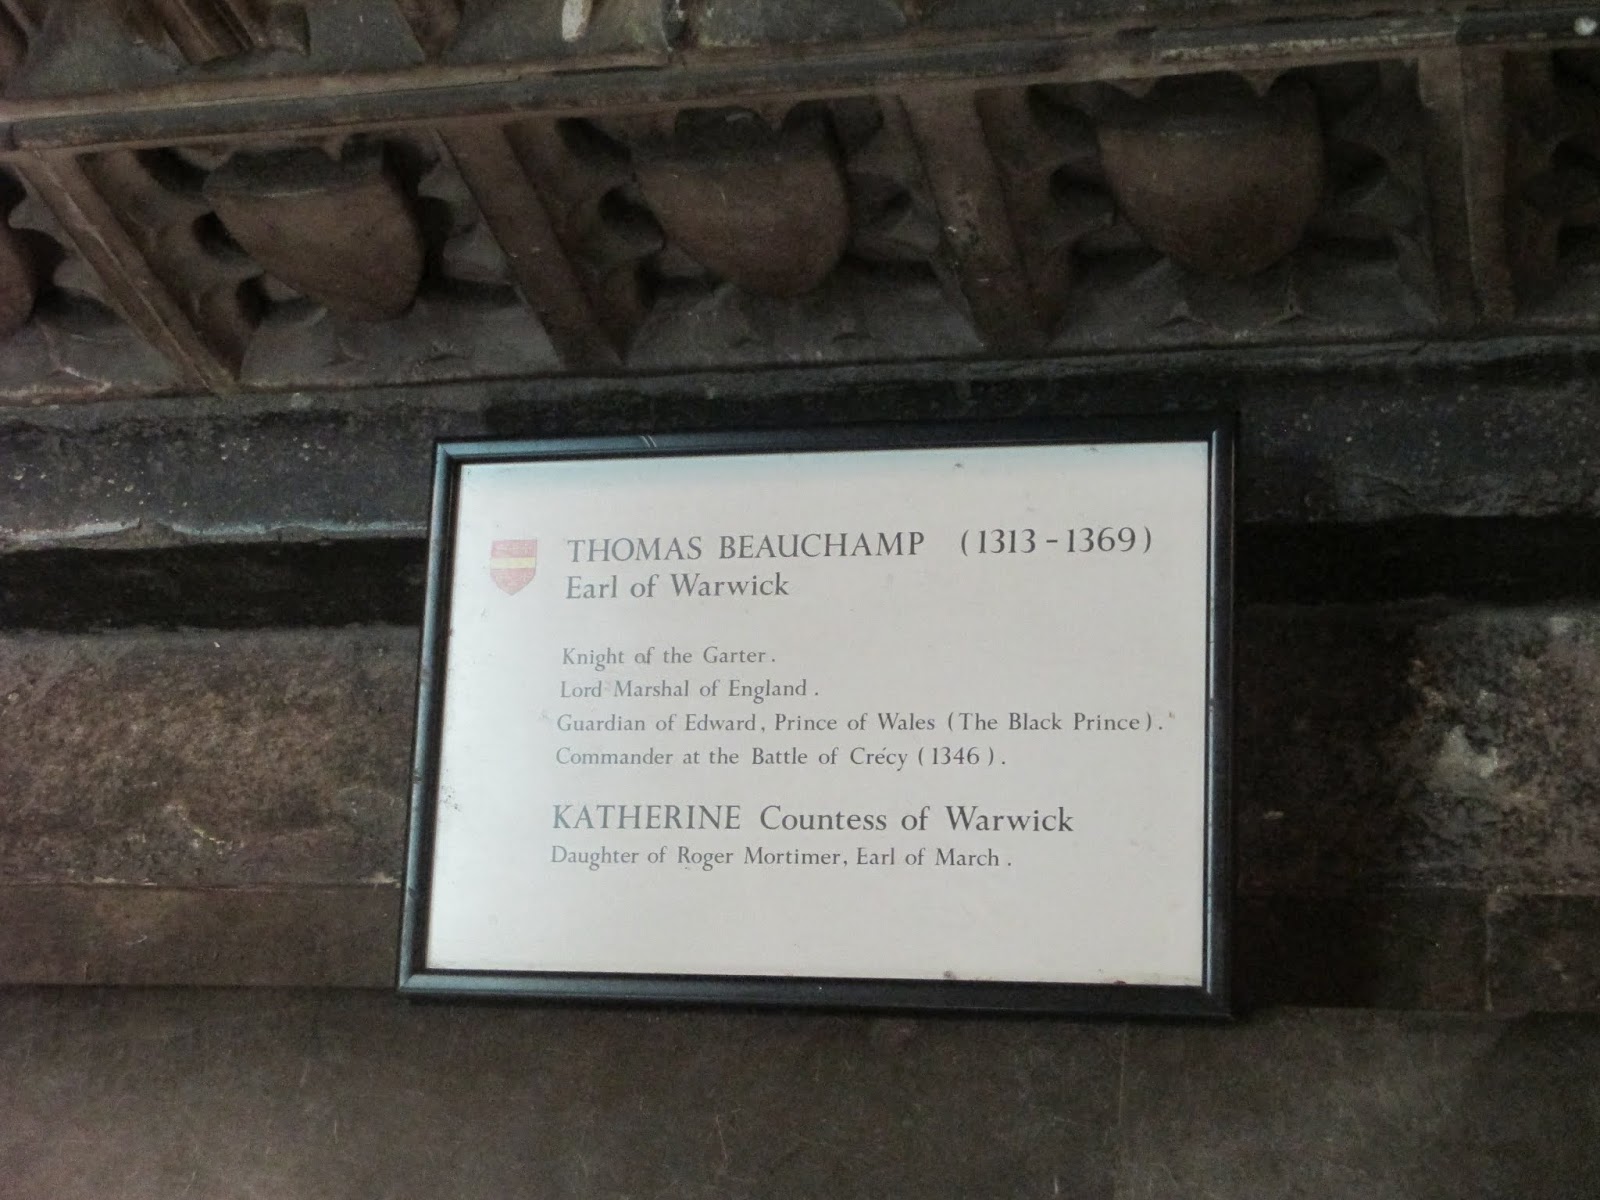 THOMAS BEAUCHAMP (1313 - 1369)
Earl of Warwick
Knight of the Garter.
Lord Marshal of England.
Guardian of Edward, Prince of Wales (The Black Prince).
Commander at the Battle of Crécy (1346).
KATHERINE Countess of Warwick
Daughter of Roger Mortimer, Earl of March.